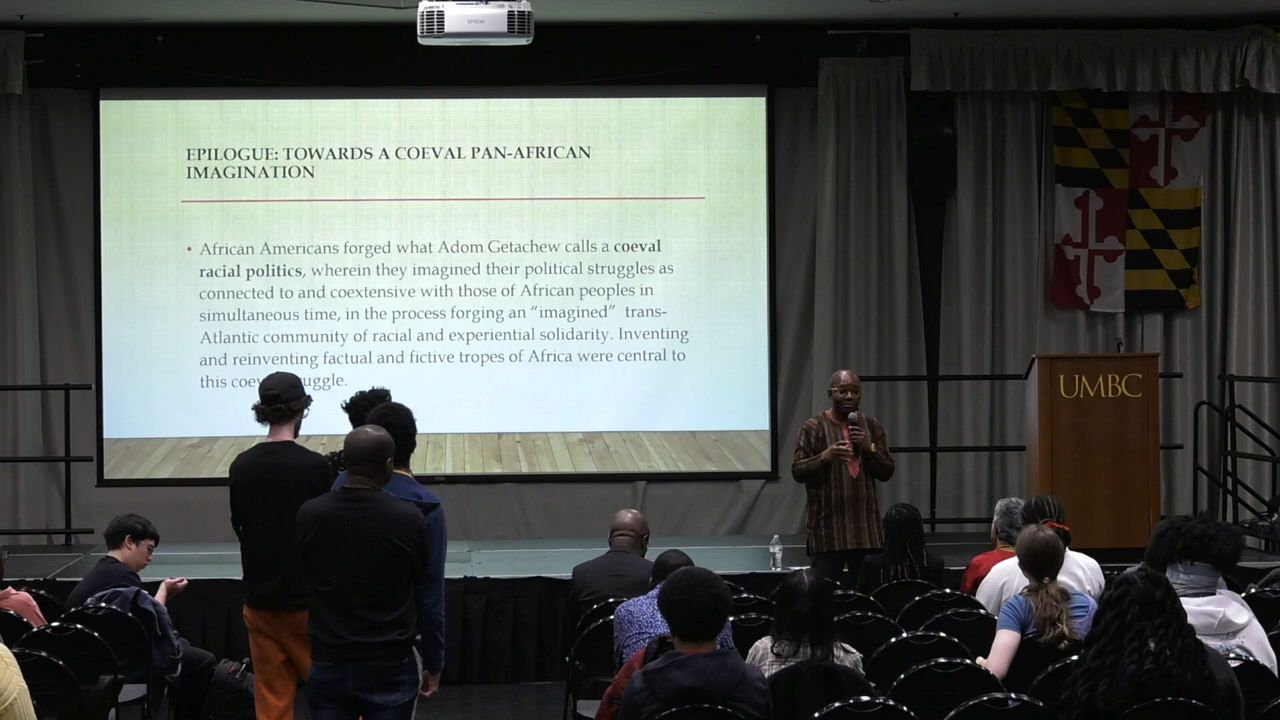 EPSON
EPILOGUE: TOWARDS A COEVAL PAN-AFRICAN
IMAGINATION
• African Americans forged what Adom Getachew calls a coeval
racial politics, wherein they imagined their political struggles as
connected to and coextensive with those of African peoples in
simultaneous time, in the process forging an “imagined” trans-
Atlantic community of racial and experiential solidarity. Inventing
and reinventing factual and fictive tropes of Africa were central to
this
UMBC